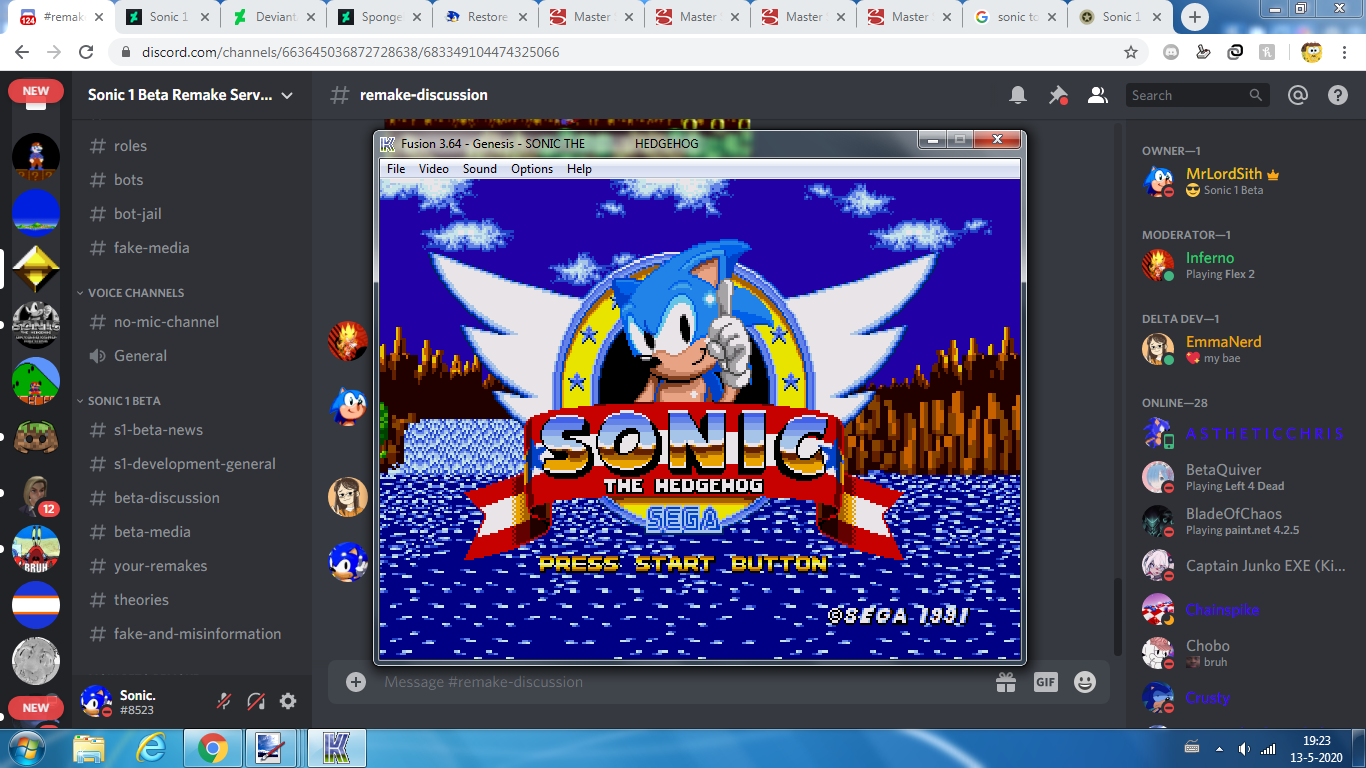 124
#remak
Sonic 1
Deviant
Sponge
Restore
Master
Master
Master
Master
sonic to
Sonic 1
discord.com/channels/663645036872728638/683349104474325066
NEW
Sonic 1 Beta Remake Serv...
# remake-discussion
Search
# roles
# bots
# bot-jail
# fake-media
VOICE CHANNELS
# no-mic-channel
General
SONIC 1 BETA
# s1-beta-news
# s1-development-general
# beta-discussion
# beta-media
# your-remakes
# theories
# fake-and-misinformation
12
BRUH
NEW
Sonic.
#8523
Fusion 3.64 - Genesis - SONIC THE HEDGEHOG
File Video Sound Options Help
SONIC
THE HEDGEHOG
SEGA
PRESS START BUTTON
©SEGA 1991
Message #remake-discussion
GIF
OWNER—1
MrLordSith
Sonic 1 Beta
MODERATOR—1
Inferno
Playing Flex 2
DELTA DEV—1
EmmaNerd
my bae
ONLINE—28
A S T H E T I C C H R I S
BetaQuiver
Playing Left 4 Dead
BladeOfChaos
Playing paint.net 4.2.5
Captain Junko EXE (Ki...
Chainspike
Chobo
bruh
Crusty
19:23
13-5-2020